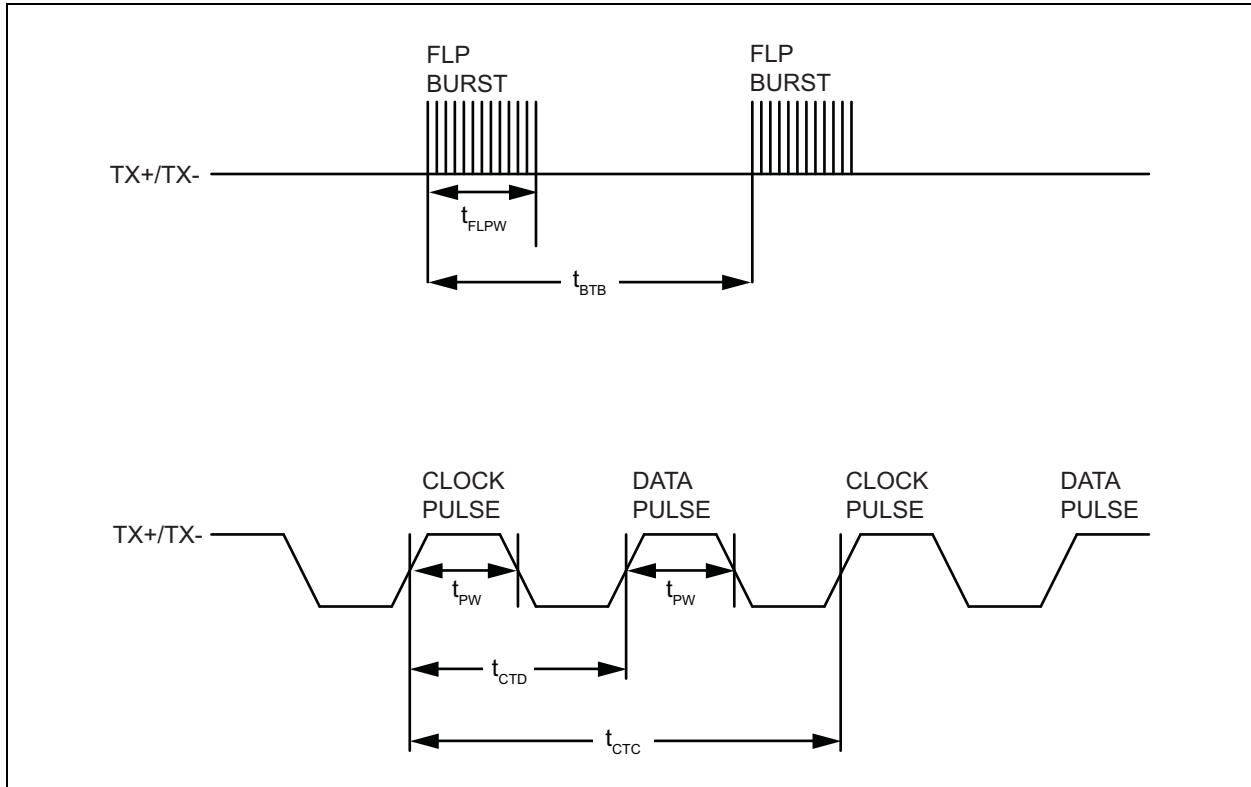 FLP
BURST
FLP
BURST
TX+/TX-
tFLPW
tBTB
CLOCK
PULSE
DATA
PULSE
CLOCK
PULSE
DATA
PULSE
TX+/TX-
tPW
tPW
tCTD
tCTC